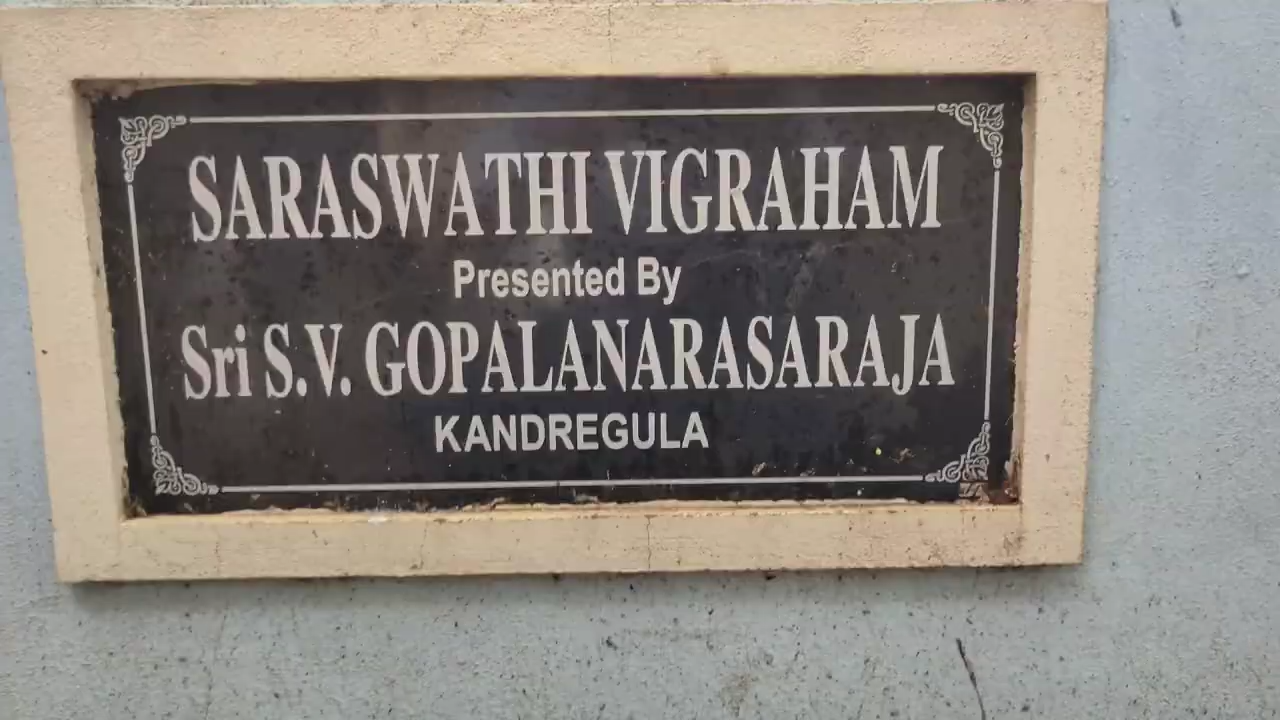 SARASWATHI VIGRAHAM
Presented By
Sri S.V. GOPALANARASARAJA
KANDREGULA